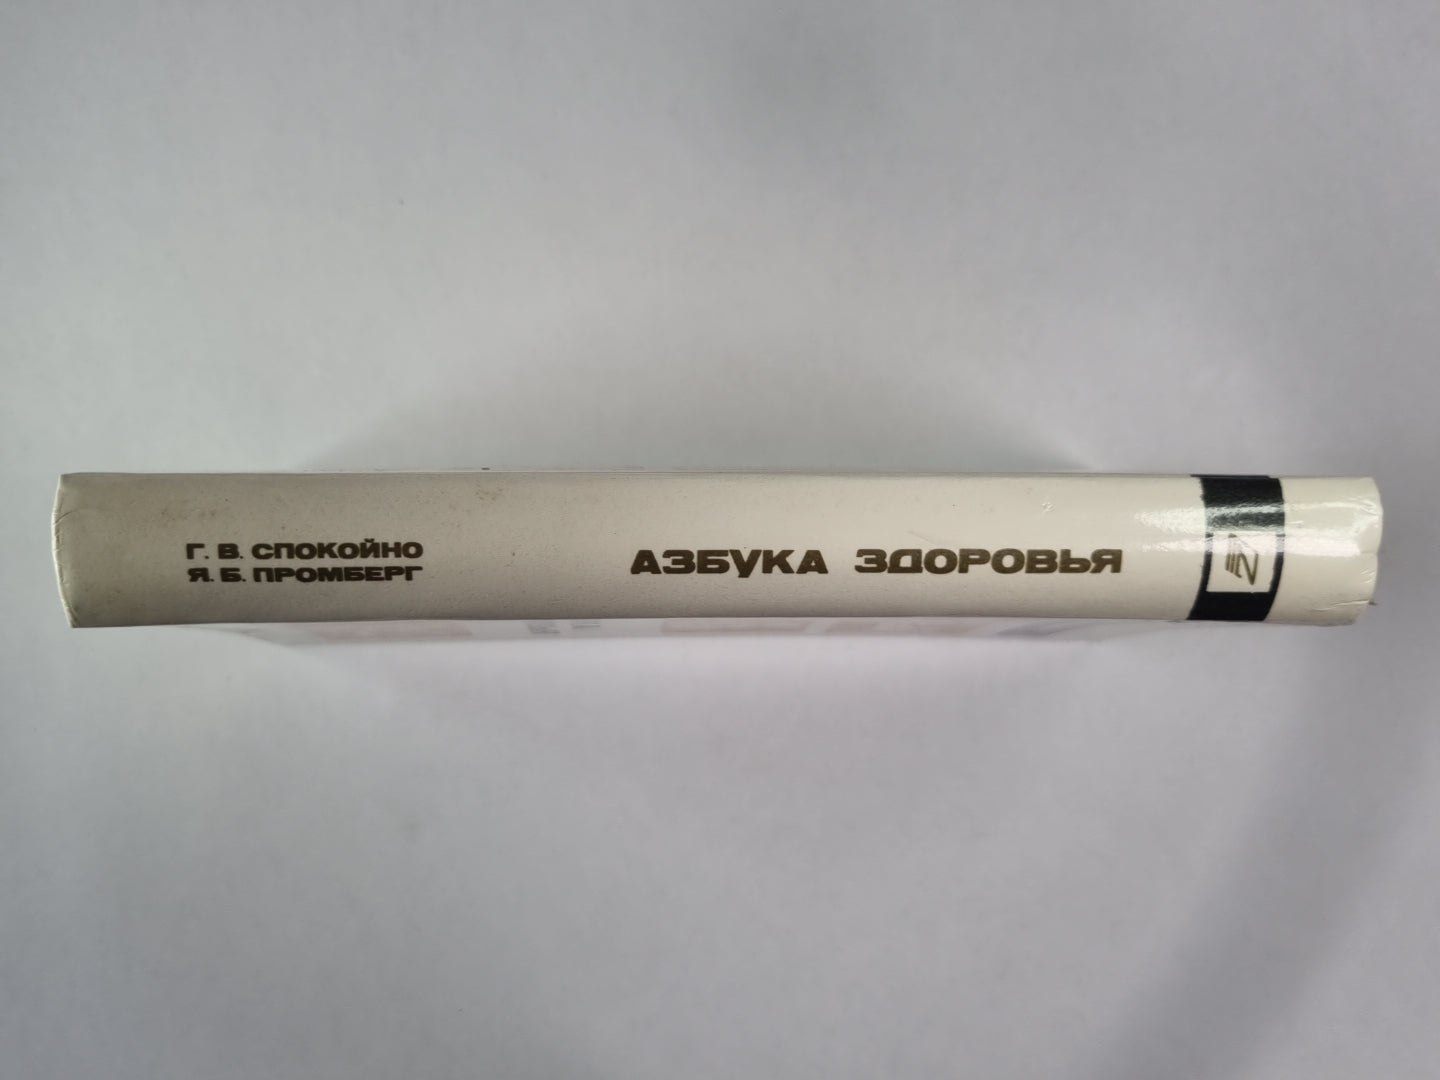 Г. В. СПОКОЙНО
Я. Б. ПРОМБЕРГ
АЗБУКА ЗДОРОВЬЯ